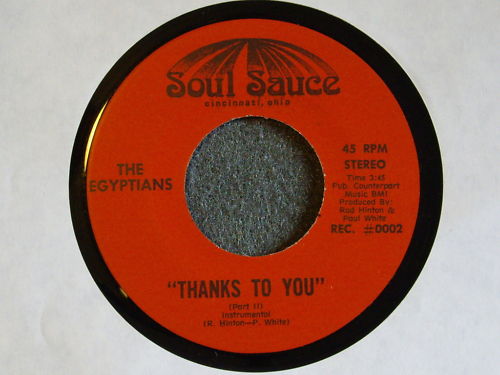 Soul Sauce
cincinnati, ohio
THE
EGYPTIANS
45 RPM
STEREO
Time 3:45
Pub Counterpart
Music BMI
Produced By:
Rod Hinton &
Paul White
REC. #0002
"THANKS TO YOU"
(Part II)
Instrumental
(R. Hinton—P. White)